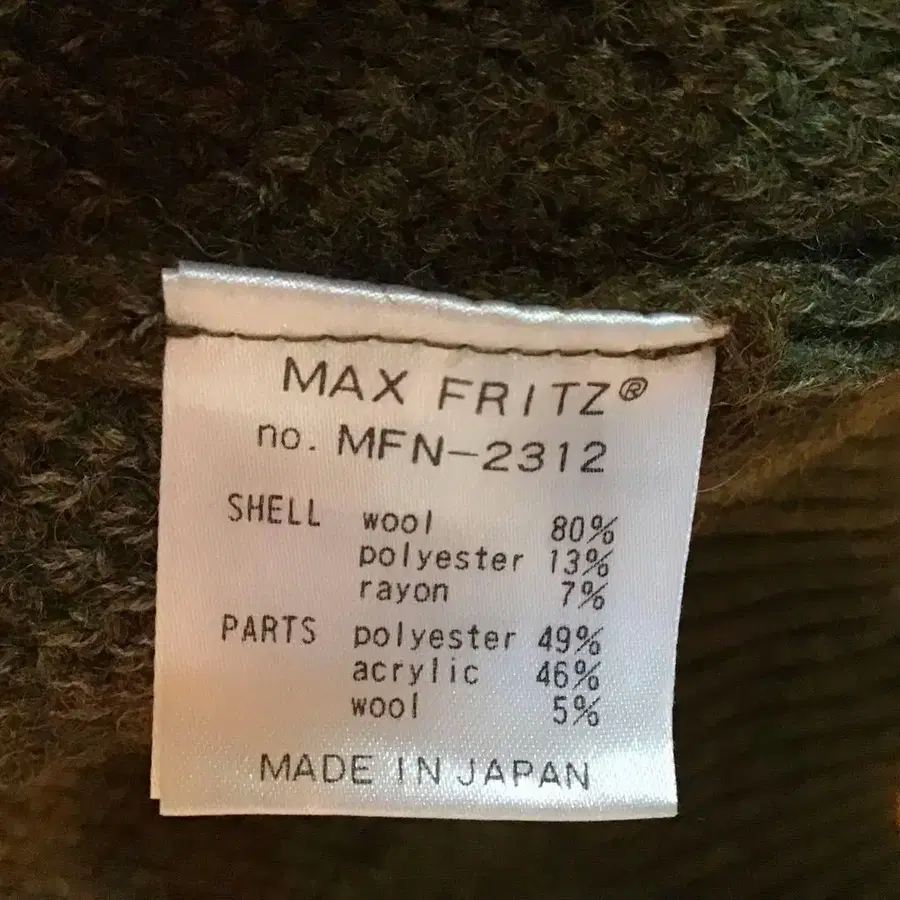 MAX FRITZ®
no. MFN-2312
SHELL wool 80%
polyester 13%
rayon 7%
PARTS polyester 49%
acrylic 46%
wool 5%
MADE IN JAPAN